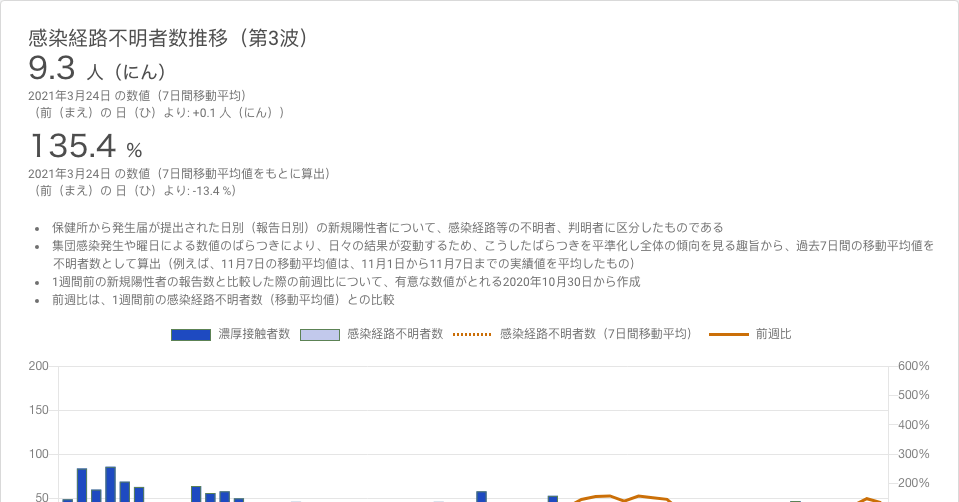 感染経路不明者数推移（第3波）
9.3 人（にん）
2021年3月24日 の数値（7日間移動平均）
（前（まえ）の 日（ひ）より: +0.1 人（にん））
135.4 %
2021年3月24日 の数値（7日間移動平均値をもとに算出）
（前（まえ）の 日（ひ）より: -13.4 %）
• 保健所から発生届が提出された日別（報告日別）の新規陽性者について、感染経路等の不明者、判明者に区分したものである
• 集団感染発生や曜日による数値のばらつきにより、日々の結果が変動するため、こうしたばらつきを平準化し全体の傾向を見る趣旨から、過去7日間の移動平均値を
不明者数として算出（例えば、11月7日の移動平均値は、11月1日から11月7日までの実績値を平均したもの）
• 1週間前の新規陽性者の報告数と比較した際の前週比について、有意な数値がとれる2020年10月30日から作成
• 前週比は、1週間前の感染経路不明者数（移動平均値）との比較
濃厚接触者数 感染経路不明者数 感染経路不明者数（7日間移動平均） 前週比
200 600%
500%
150
400%
100 300%
200%
50